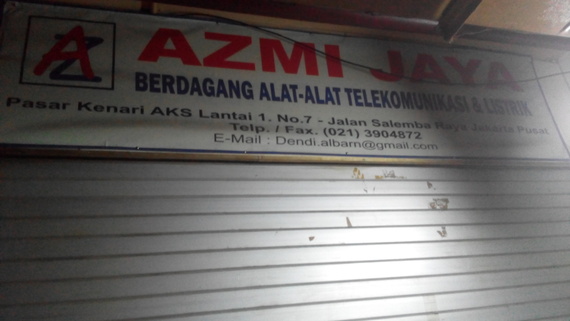 AZ
AZMI JAYA
BERDAGANG ALAT-ALAT TELEKOMUNIKASI & LISTRIK
Pasar Kenari AKS Lantai 1. No.7 - Jalan Salemba Raya Jakarta Pusat
Telp. / Fax. (021) 3904872
E-Mail : Dendi.albarn@gmail.com